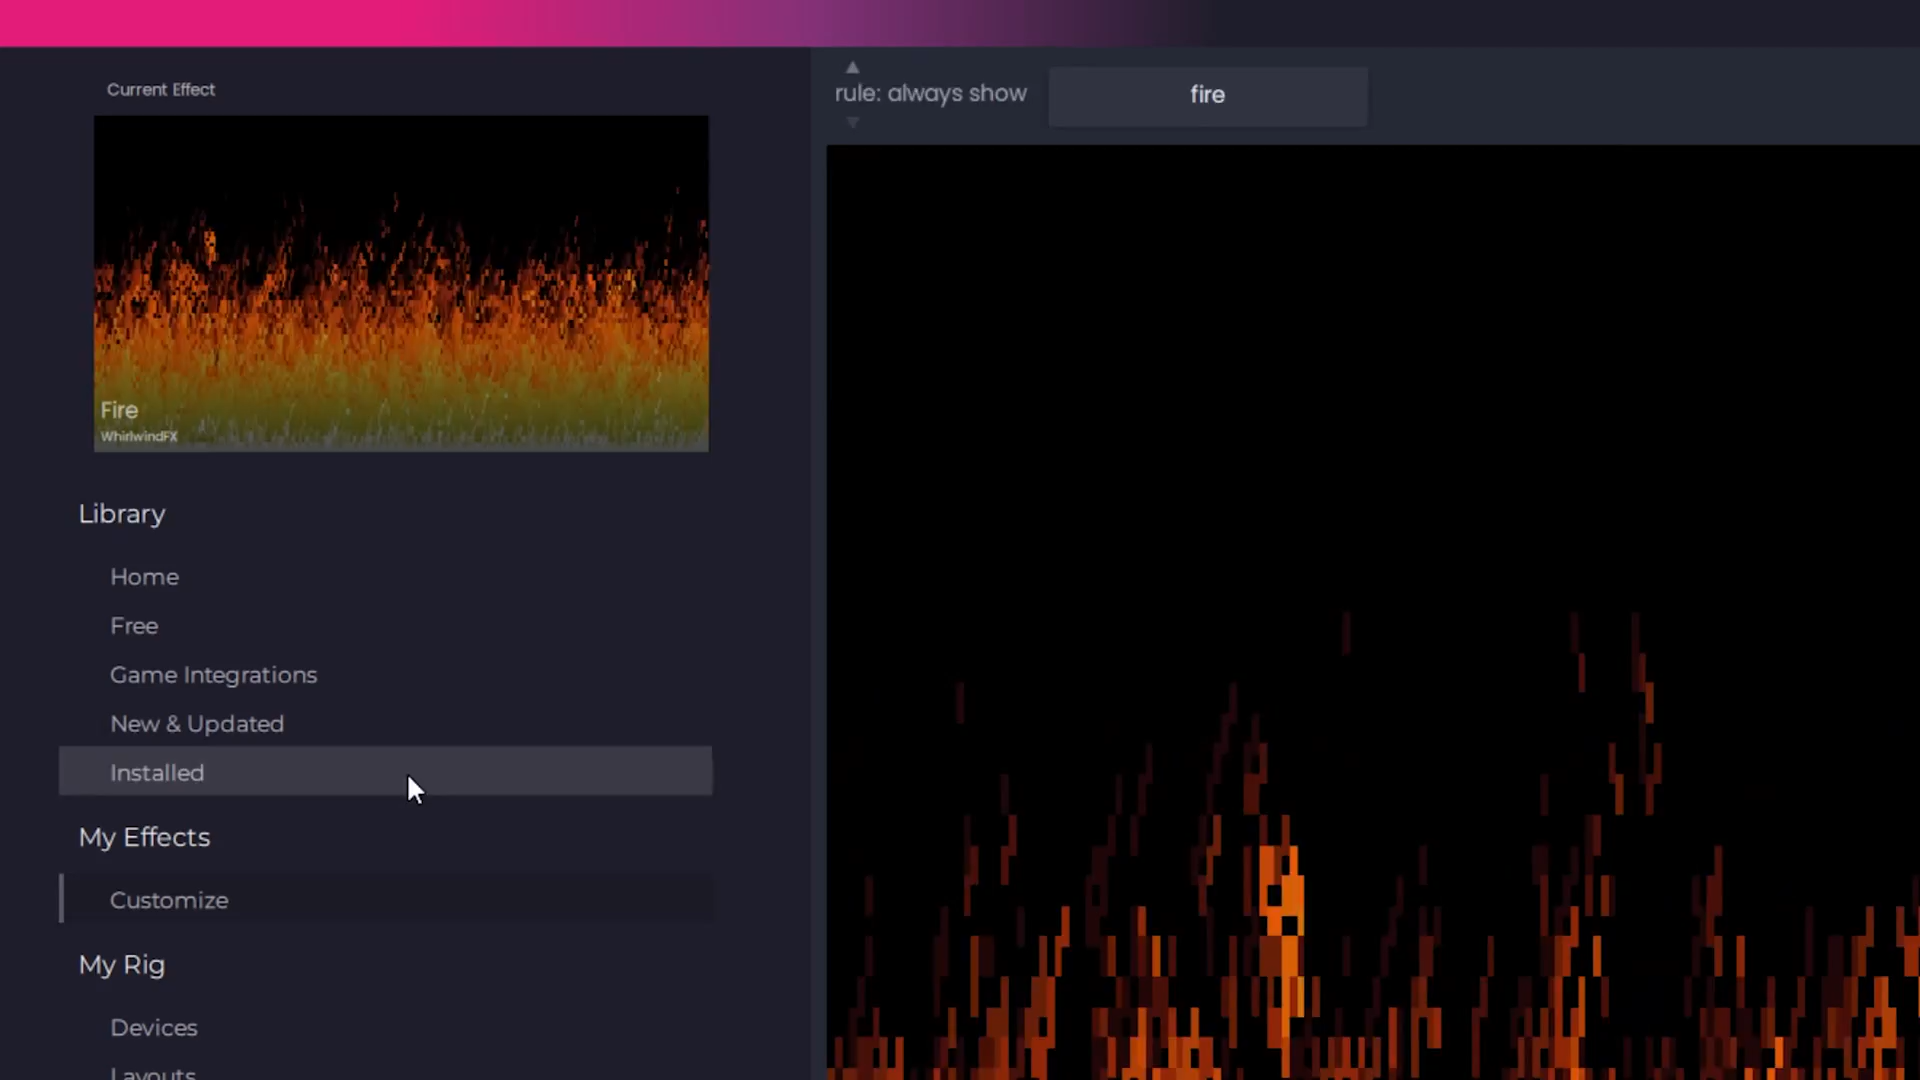 Current Effect
rule: always show
fire
Fire
WhirlwindFX
Library
Home
Free
Game Integrations
New & Updated
Installed
My Effects
Customize
My Rig
Devices
Layouts